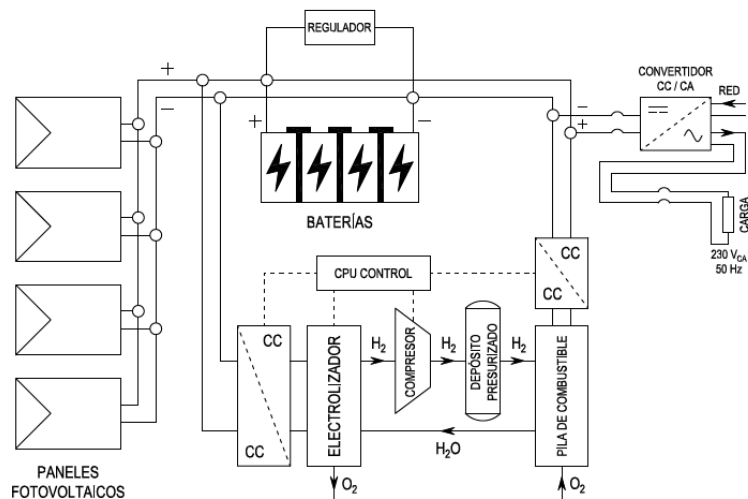 REGULADOR
+
−
+
−
BATERÍAS
CONVERTIDOR
CC / CA
RED
−
+
CARGA
230 V_CA
50 Hz
CC
CC
CPU CONTROL
CC
CC
ELECTROLIZADOR
H₂
COMPRESOR
H₂
DEPÓSITO
PRESURIZADO
H₂
PILA DE COMBUSTIBLE
H₂O
O₂
O₂
PANELES
FOTOVOLTAICOS